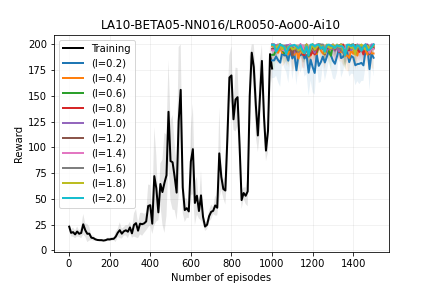 LA10-BETA05-NN016/LR0050-Ao00-Ai10
200
175
150
125
100
75
50
25
0
Reward
Training
(l=0.2)
(l=0.4)
(l=0.6)
(l=0.8)
(l=1.0)
(l=1.2)
(l=1.4)
(l=1.6)
(l=1.8)
(l=2.0)
0 200 400 600 800 1000 1200 1400
Number of episodes